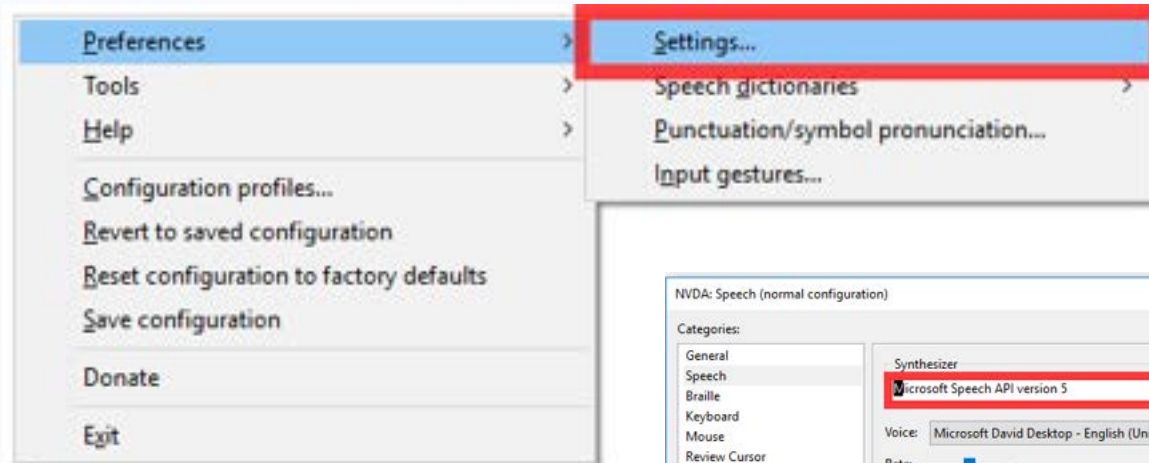 Preferences
Tools
Help
Configuration profiles...
Revert to saved configuration
Reset configuration to factory defaults
Save configuration
Donate
Exit
Settings...
Speech dictionaries
Punctuation/symbol pronunciation...
Input gestures...
NVDA: Speech (normal configuration)
Categories:
General
Speech
Braille
Keyboard
Mouse
Review Cursor
Synthesizer
Microsoft Speech API version 5
Voice: Microsoft David Desktop - English (Uni